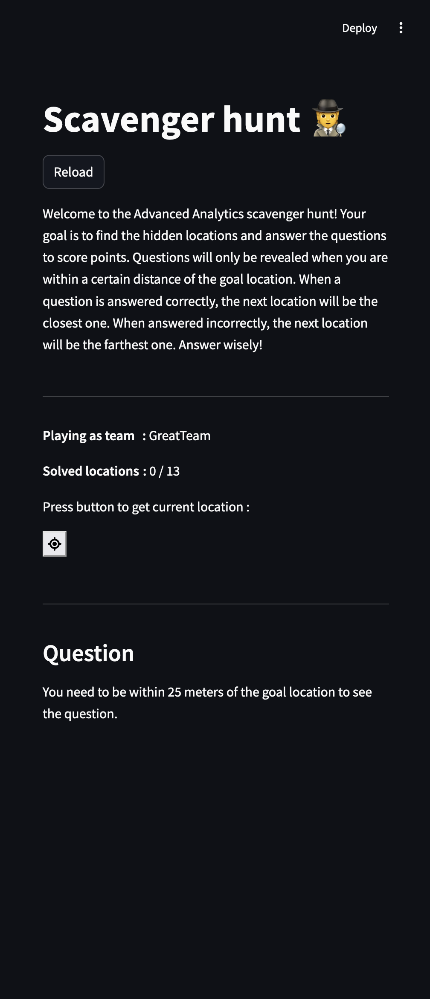 Deploy
Scavenger hunt
Reload
Welcome to the Advanced Analytics scavenger hunt! Your
goal is to find the hidden locations and answer the questions
to score points. Questions will only be revealed when you are
within a certain distance of the goal location. When a
question is answered correctly, the next location will be the
closest one. When answered incorrectly, the next location
will be the farthest one. Answer wisely!
Playing as team : GreatTeam
Solved locations : 0 / 13
Press button to get current location :
Question
You need to be within 25 meters of the goal location to see
the question.